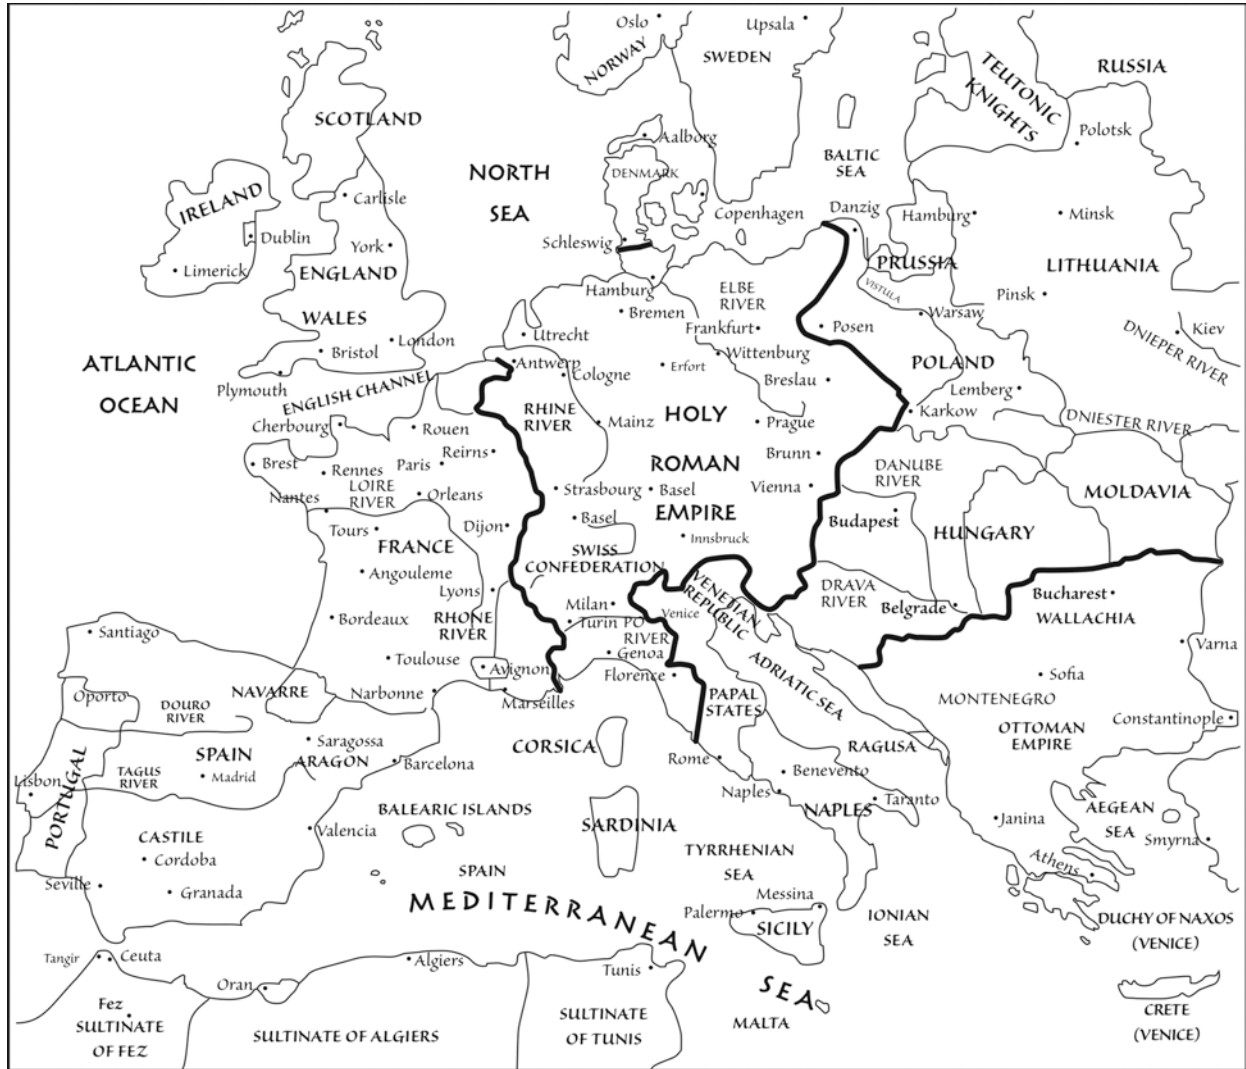 Oslo
Upsala
NORWAY
SWEDEN
TEUTONIC
KNIGHTS
RUSSIA
SCOTLAND
Polotsk
Aalborg
NORTH
SEA
DENMARK
BALTIC
SEA
IRELAND
Carlisle
Copenhagen
Danzig
Hamburg
Minsk
Dublin
York
Schleswig
Limerick
ENGLAND
PRUSSIA
LITHUANIA
Hamburg
ELBE
RIVER
VISTULA
Pinsk
WALES
Bremen
Warsaw
Utrecht
Frankfurt
Posen
DNIEPER RIVER
Kiev
London
Bristol
Wittenburg
ATLANTIC
OCEAN
Antwerp
Cologne
Erfort
POLAND
Plymouth
ENGLISH CHANNEL
Breslau
Lemberg
RHINE
RIVER
HOLY
Karkow
DNIESTER RIVER
Cherbourg
Rouen
Mainz
Prague
Reirns
Brunn
Brest
Rennes
Paris
ROMAN
DANUBE
RIVER
LOIRE
RIVER
Nantes
Orleans
Strasbourg
Basel
Vienna
MOLDAVIA
Tours
Dijon
Basel
EMPIRE
Budapest
HUNGARY
FRANCE
Innsbruck
SWISS
CONFEDERATION
Angouleme
Lyons
VENETIAN
REPUBLIC
DRAVA
RIVER
Belgrade
Bucharest
WALLACHIA
Milan
Venice
Bordeaux
RHONE
RIVER
Turin
PO
RIVER
Santiago
Genoa
Varna
Toulouse
Avignon
Florence
ADRIATIC SEA
Sofia
Oporto
DOURO
RIVER
NAVARRE
Narbonne
Marseilles
PAPAL
STATES
MONTENEGRO
Constantinople
OTTOMAN
EMPIRE
SPAIN
Saragossa
ARAGON
CORSICA
RAGUSA
Rome
Lisbon
TAGUS
RIVER
Madrid
Barcelona
Benevento
PORTUGAL
Naples
NAPLES
Taranto
BALEARIC ISLANDS
AEGEAN
SEA
CASTILE
Valencia
SARDINIA
Janina
Smyrna
Cordoba
TYRRHENIAN
SEA
Athens
SPAIN
Seville
Granada
Messina
MEDITERRANEAN
SEA
Palermo
SICILY
IONIAN
SEA
DUCHY OF NAXOS
(VENICE)
Tangir
Ceuta
Algiers
Tunis
Oran
Fez
SULTINATE
OF FEZ
SULTINATE OF ALGIERS
SULTINATE
OF TUNIS
MALTA
CRETE
(VENICE)